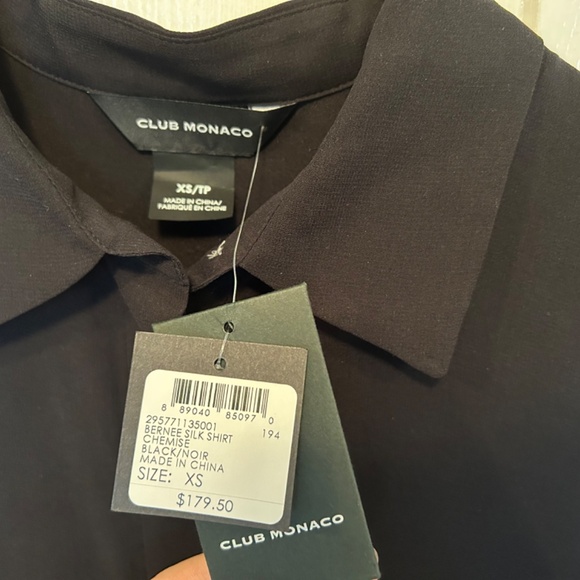 CLUB MONACO
XS/TP
MADE IN CHINA/
FABRIQUÉ EN CHINE
8 89040 85097 0
295771135001 194
BERNEE SILK SHIRT
CHEMISE
BLACK/NOIR
MADE IN CHINA
SIZE: XS
$179.50
CLUB MONACO